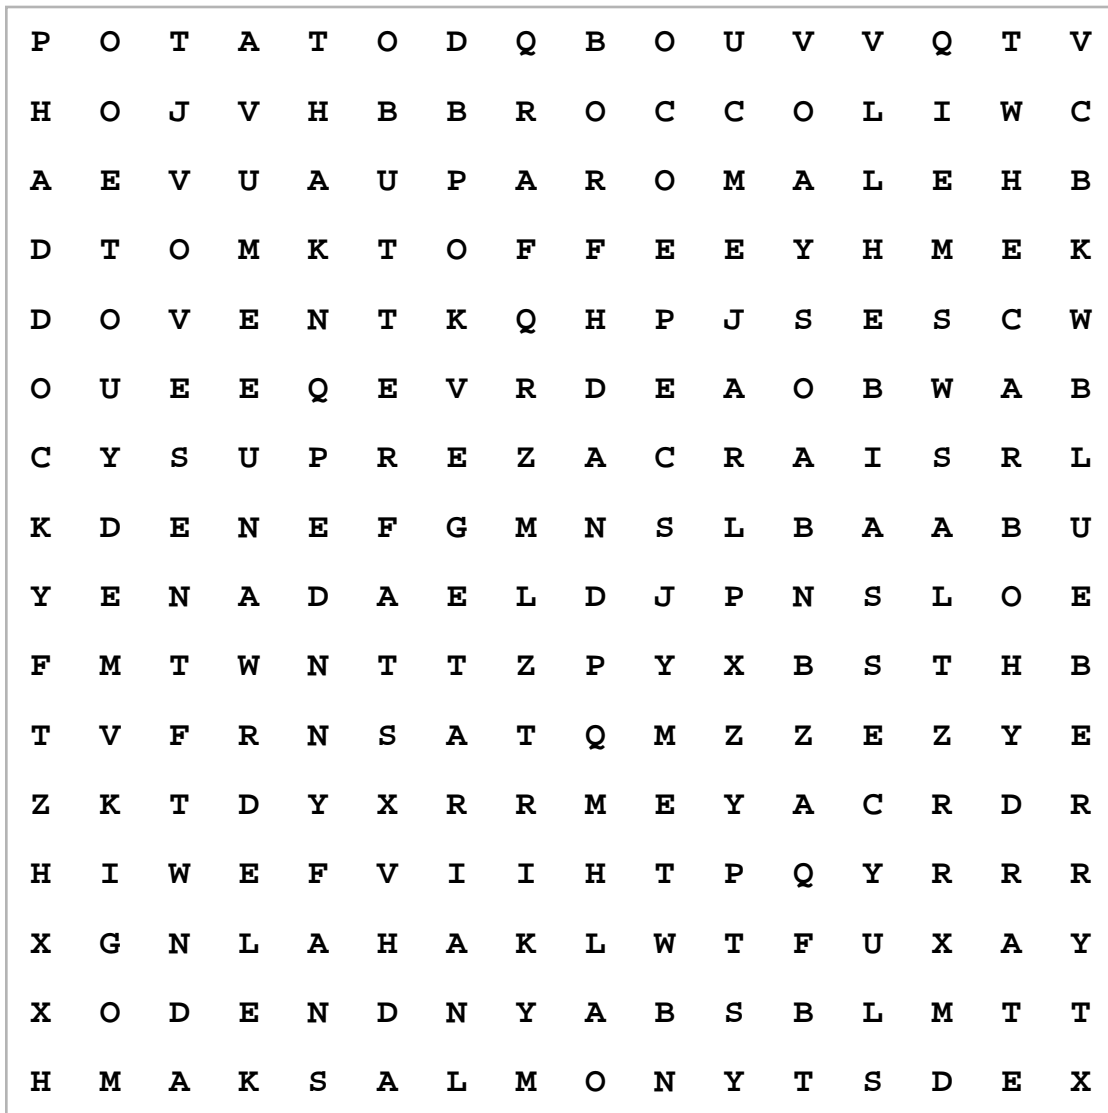 P O T A T O D Q B O U V V Q T V
H O J V H B B R O C C O L I W C
A E V U A U P A R O M A L E H B
D T O M K T O F F E E Y H M E K
D O V E N T K Q H P J S E S C W
O U E E Q E V R D E A O B W A B
C Y S U P R E Z A C R A I S R L
K D E N E F G M N S L B A A B U
Y E N A D A E L D J P N S L O E
F M T W N T T Z P Y X B S T H B
T V F R N S A T Q M Z Z E Z Y E
Z K T D Y X R R M E Y A C R D R
H I W E F V I I H T P Q Y R R R
X G N L A H A K L W T F U X A Y
X O D E N D N Y A B S B L M T T
H M A K S A L M O N Y T S D E X